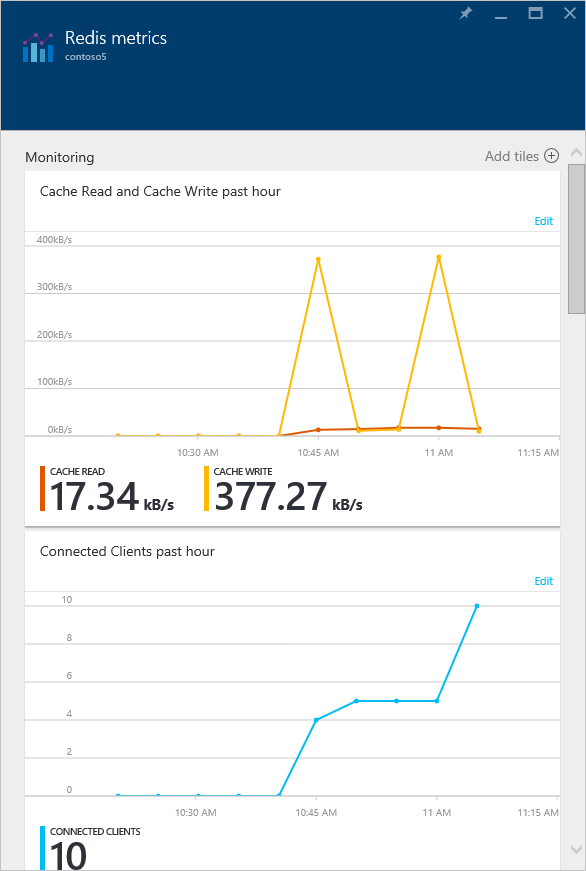 Redis metrics
contoso5
Monitoring
Add tiles
Cache Read and Cache Write past hour
Edit
400kB/s
300kB/s
200kB/s
100kB/s
0kB/s
10:30 AM 10:45 AM 11 AM 11:15 AM
CACHE READ
17.34 kB/s
CACHE WRITE
377.27 kB/s
Connected Clients past hour
Edit
10
8
6
4
2
0
10:30 AM 10:45 AM 11 AM 11:15 AM
CONNECTED CLIENTS
10